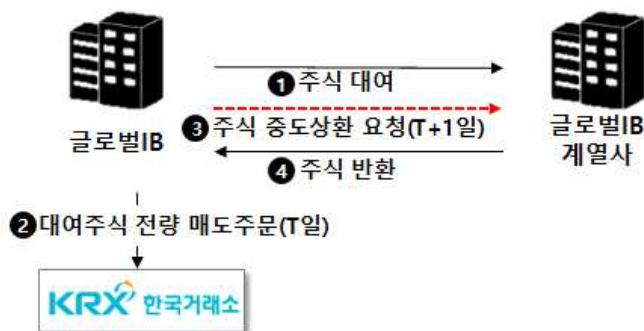 ❶주식 대여
❸주식 중도상환 요청(T+1일)
❹주식 반환
글로벌IB
글로벌IB
계열사
❷대여주식 전량 매도주문(T일)
KRX 한국거래소